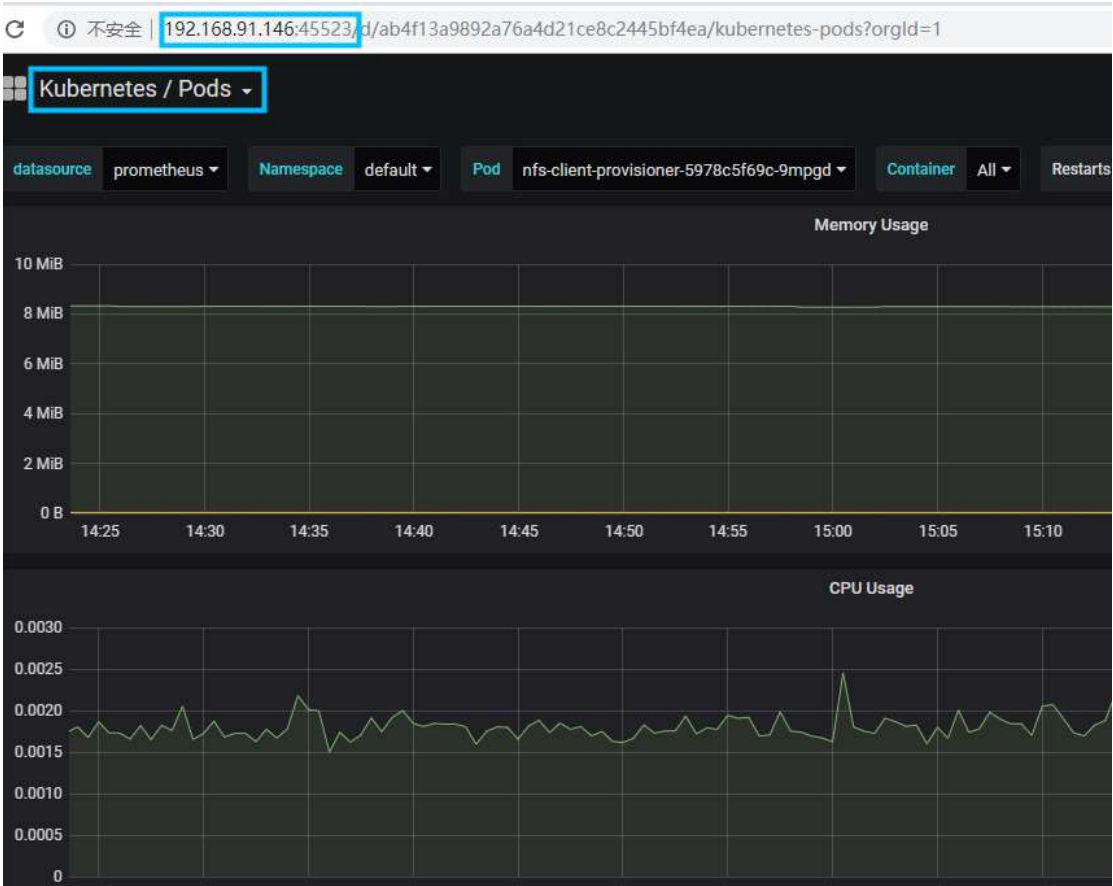 不安全 192.168.91.146:45523/d/ab4f13a9892a76a4d21ce8c2445bf4ea/kubernetes-pods?orgId=1
Kubernetes / Pods
datasource prometheus Namespace default Pod nfs-client-provisioner-5978c5f69c-9mpgd Container All Restarts
Memory Usage
10 MiB
8 MiB
6 MiB
4 MiB
2 MiB
0 B
14:25 14:30 14:35 14:40 14:45 14:50 14:55 15:00 15:05 15:10
CPU Usage
0.0030
0.0025
0.0020
0.0015
0.0010
0.0005
0